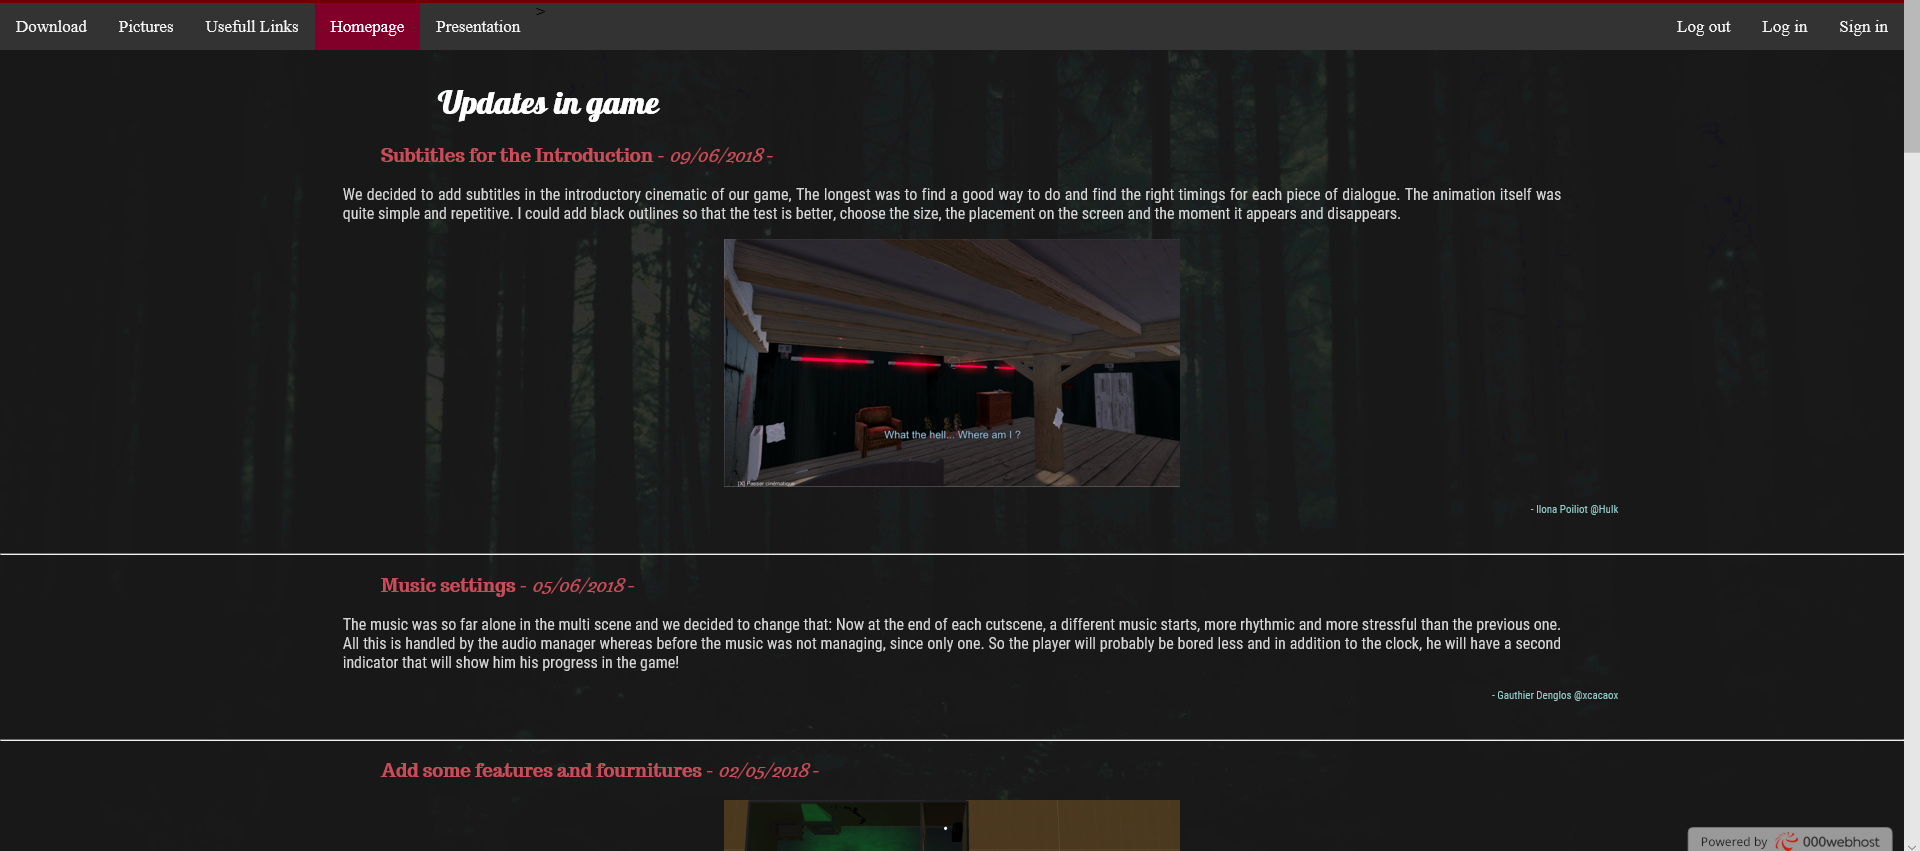 Download Pictures Usefull Links Homepage Presentation > Log out Log in Sign in
Updates in game
Subtitles for the Introduction - 09/06/2018 -
We decided to add subtitles in the introductory cinematic of our game, The longest was to find a good way to do and find the right timings for each piece of dialogue. The animation itself was
quite simple and repetitive. I could add black outlines so that the test is better, choose the size, the placement on the screen and the moment it appears and disappears.
What the hell... Where am I ?
[X] Passer cinématique
- Ilona Poiliot @Hulk
Music settings - 05/06/2018 -
The music was so far alone in the multi scene and we decided to change that: Now at the end of each cutscene, a different music starts, more rhythmic and more stressful than the previous one.
All this is handled by the audio manager whereas before the music was not managing, since only one. So the player will probably be bored less and in addition to the clock, he will have a second
indicator that will show him his progress in the game!
- Gauthier Denglos @xcacaox
Add some features and fournitures - 02/05/2018 -
Powered by 000webhost